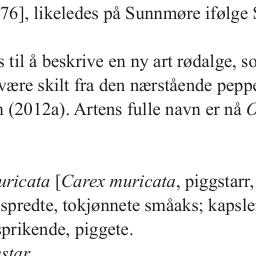 76], likeledes på Sunnmøre ifølge
til å beskrive en ny art rødalge, so
være skilt fra den nærstående peppe
(2012a). Artens fulle navn er nå
uricata [Carex muricata, piggstarr,
spredte, tokjønnete småaks; kapsle
sprikende, piggete.
star